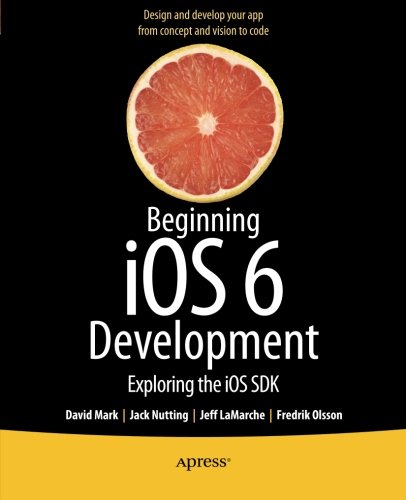 Design and develop your app
from concept and vision to code
Beginning
iOS 6
Development
Exploring the iOS SDK
David Mark | Jack Nutting | Jeff LaMarche | Fredrik Olsson
Apress®